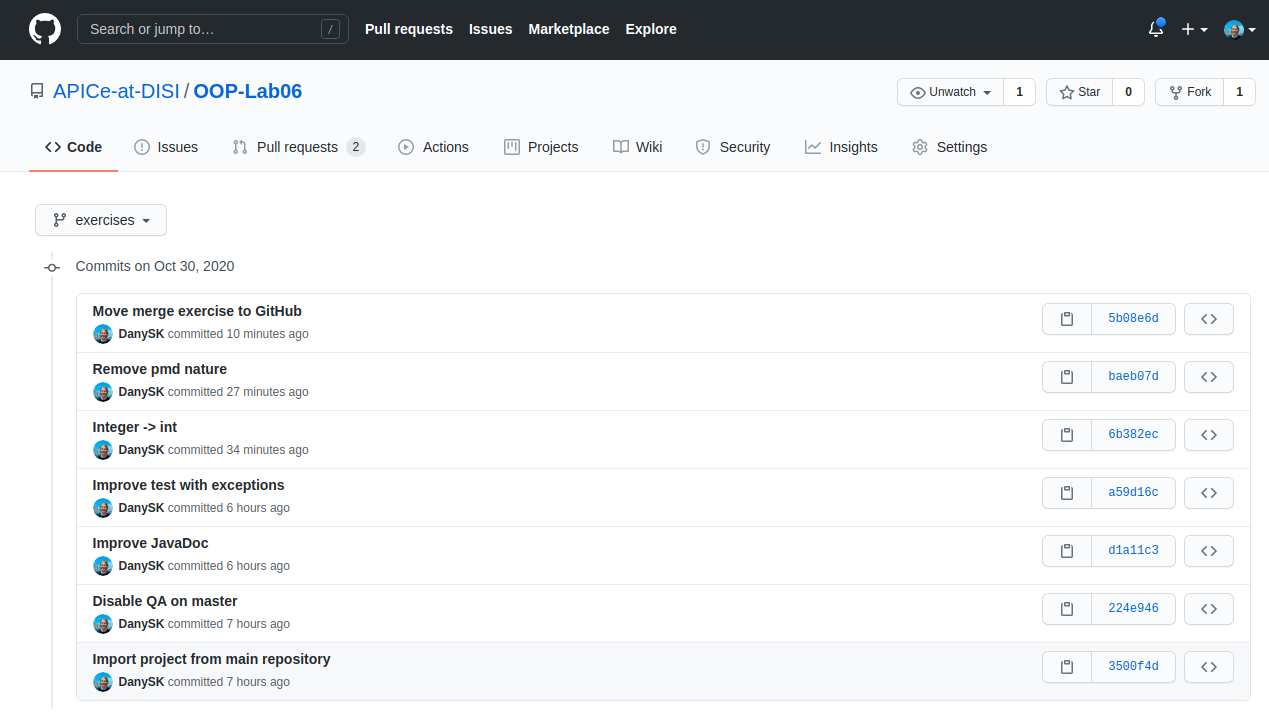 Search or jump to… / Pull requests Issues Marketplace Explore
APICe-at-DISI / OOP-Lab06 Unwatch 1 Star 0 Fork 1
Code Issues Pull requests 2 Actions Projects Wiki Security Insights Settings
exercises
Commits on Oct 30, 2020
Move merge exercise to GitHub
DanySK committed 10 minutes ago 5b08e6d
Remove pmd nature
DanySK committed 27 minutes ago baeb07d
Integer -> int
DanySK committed 34 minutes ago 6b382ec
Improve test with exceptions
DanySK committed 6 hours ago a59d16c
Improve JavaDoc
DanySK committed 6 hours ago d1a11c3
Disable QA on master
DanySK committed 7 hours ago 224e946
Import project from main repository
DanySK committed 7 hours ago 3500f4d